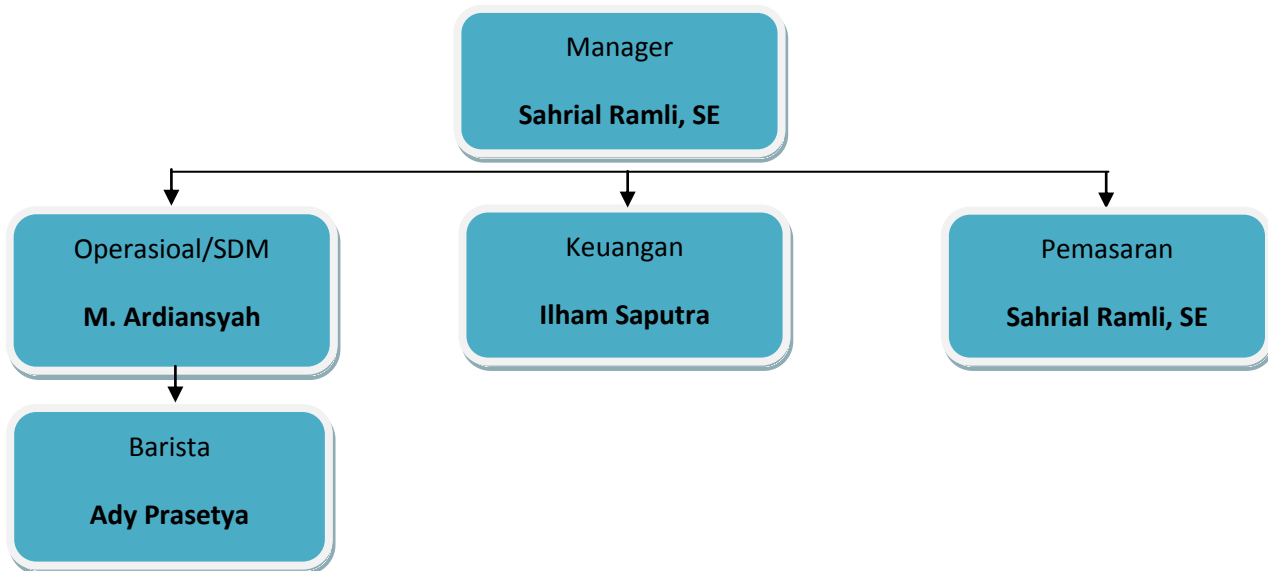 Manager
Sahrial Ramli, SE
Operasioal/SDM
M. Ardiansyah
Keuangan
Ilham Saputra
Pemasaran
Sahrial Ramli, SE
Barista
Ady Prasetya